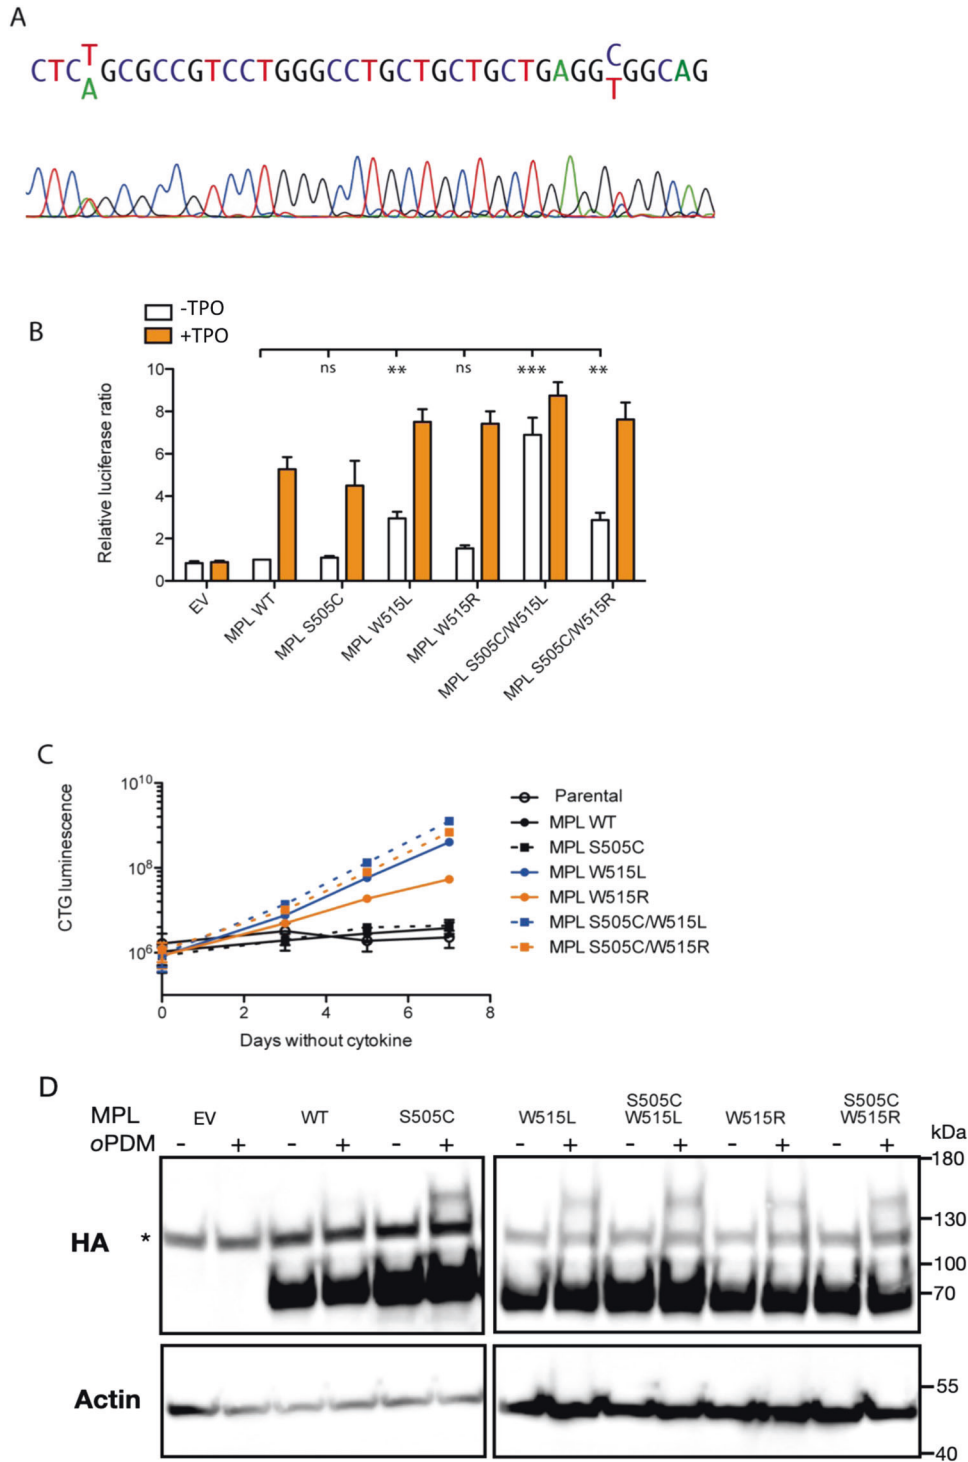 A
T
CTC GCGCCGTCCTGGGCCTGCTGCTGCTGAGG GGCAG
A
C
T
B
-TPO
+TPO
ns ** ns *** **
Relative luciferase ratio
10
8
6
4
2
0
EV
MPL WT
MPL S505C
MPL W515L
MPL W515R
MPL S505C/W515L
MPL S505C/W515R
C
CTG luminescence
10^10
10^8
10^6
0 2 4 6 8
Days without cytokine
Parental
MPL WT
MPL S505C
MPL W515L
MPL W515R
MPL S505C/W515L
MPL S505C/W515R
D
MPL EV WT S505C W515L S505C W515L W515R S505C W515R
oPDM - + - + - + - + - + - + - +
kDa
180
130
100
70
HA *
Actin
55
40